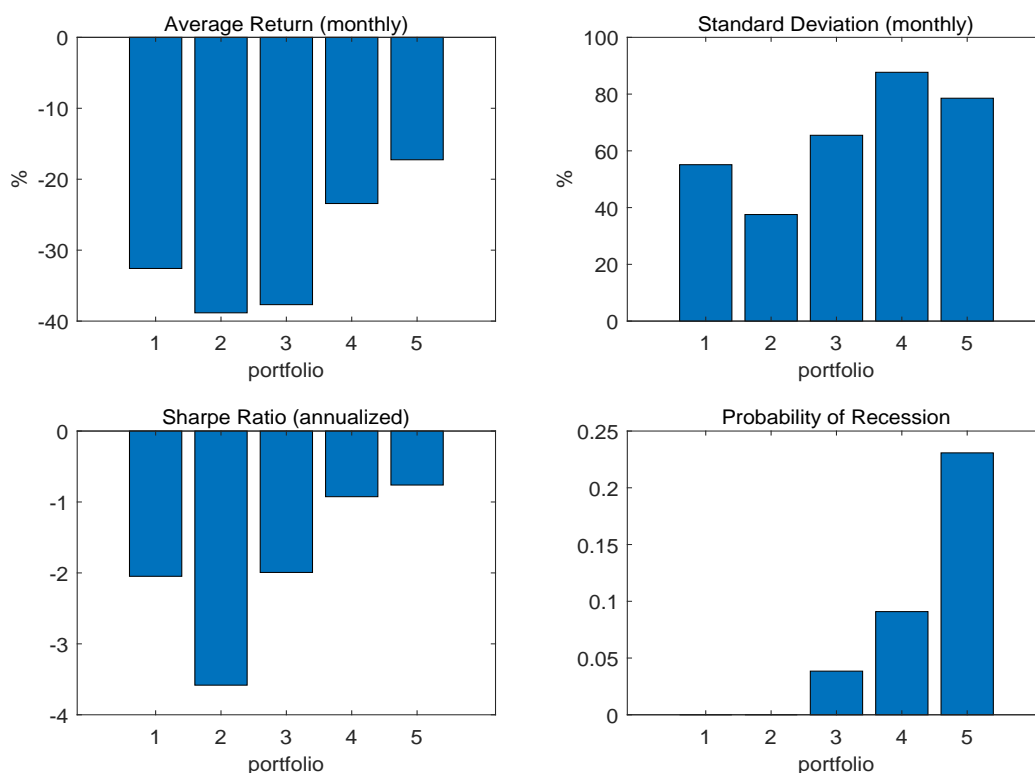 Average Return (monthly)
0
-10
-20
-30
-40
%
1 2 3 4 5
portfolio
Standard Deviation (monthly)
100
80
60
40
20
0
%
1 2 3 4 5
portfolio
Sharpe Ratio (annualized)
0
-1
-2
-3
-4
1 2 3 4 5
portfolio
Probability of Recession
0.25
0.2
0.15
0.1
0.05
0
1 2 3 4 5
portfolio